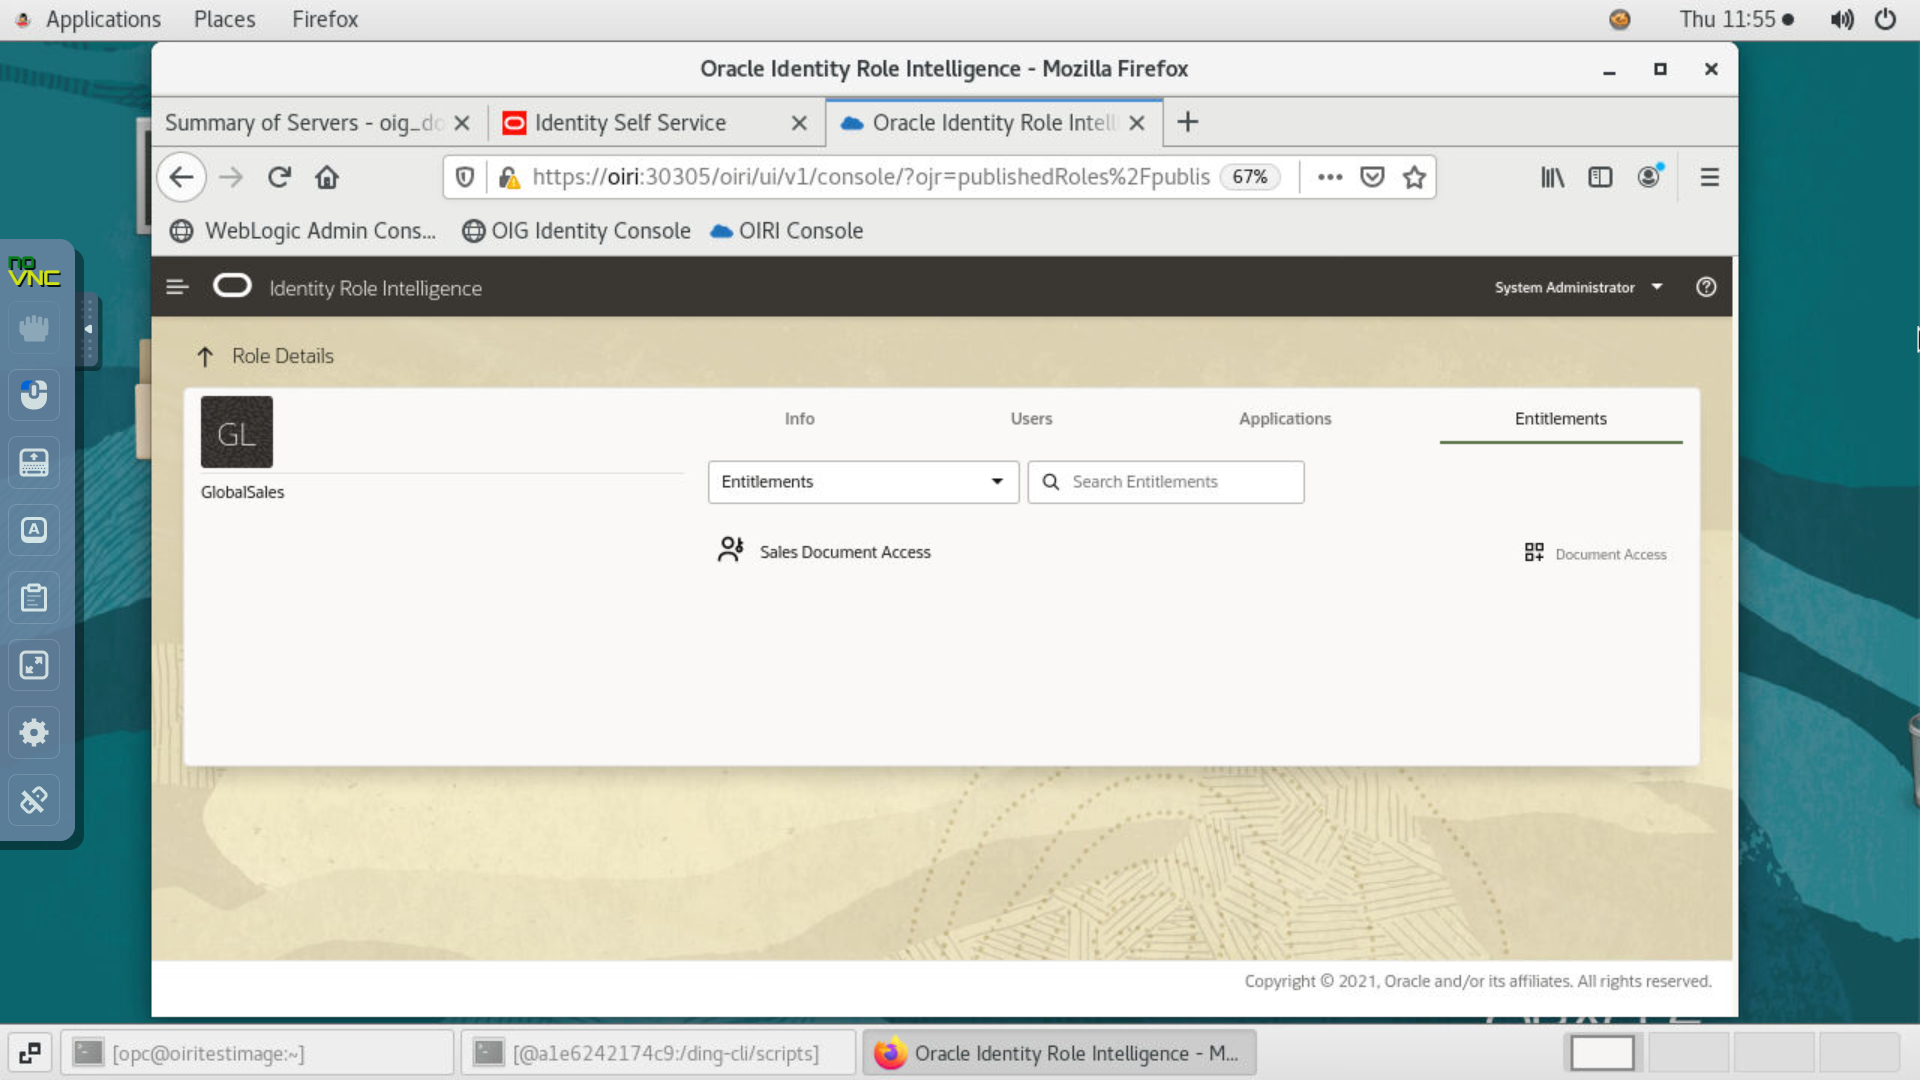 Applications Places Firefox Thu 11:55
Oracle Identity Role Intelligence - Mozilla Firefox
Summary of Servers - oig_do
Identity Self Service
Oracle Identity Role Intell
https://oiri:30305/oiri/ui/v1/console/?ojr=publishedRoles%2Fpublis 67%
WebLogic Admin Cons... OIG Identity Console OIRI Console
no
VNC
Identity Role Intelligence
System Administrator
Role Details
GL
GlobalSales
Info Users Applications Entitlements
Entitlements
Search Entitlements
Sales Document Access
Document Access
A
Copyright © 2021, Oracle and/or its affiliates. All rights reserved.
[opc@oiritestimage:~]
[@a1e6242174c9:/ding-cli/scripts]
Oracle Identity Role Intelligence - M...